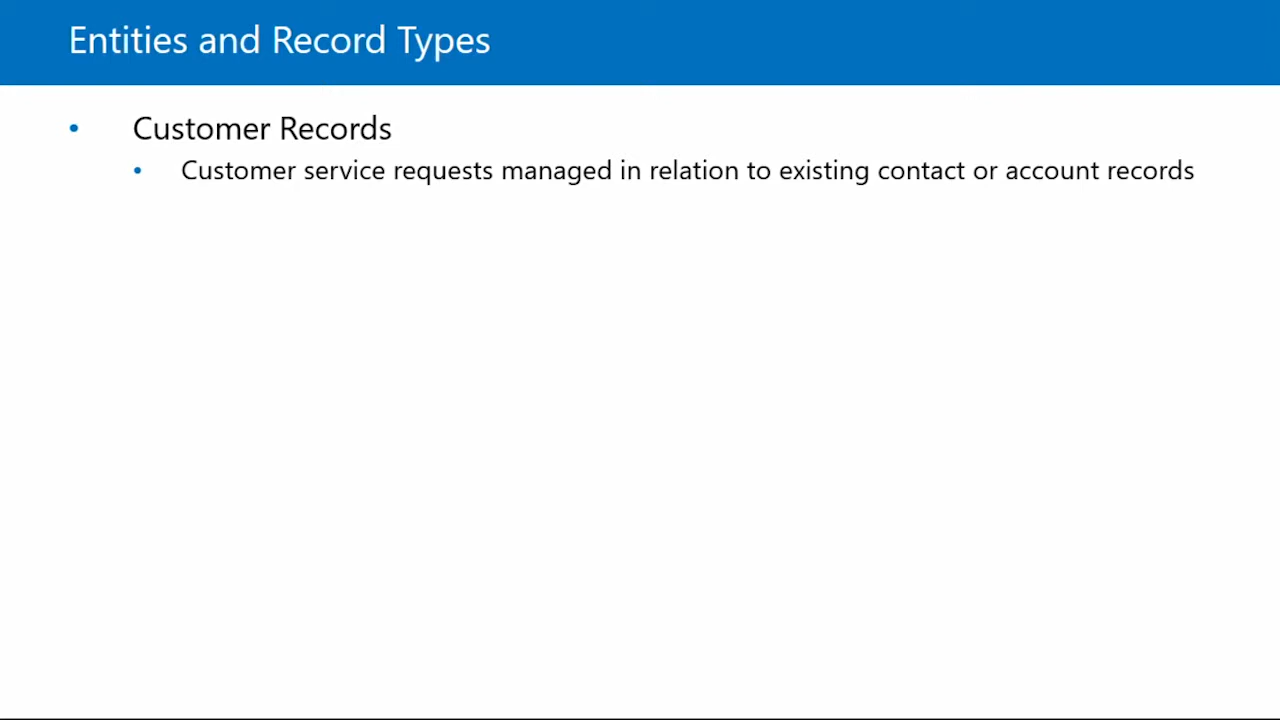 Entities and Record Types
• Customer Records
• Customer service requests managed in relation to existing contact or account records